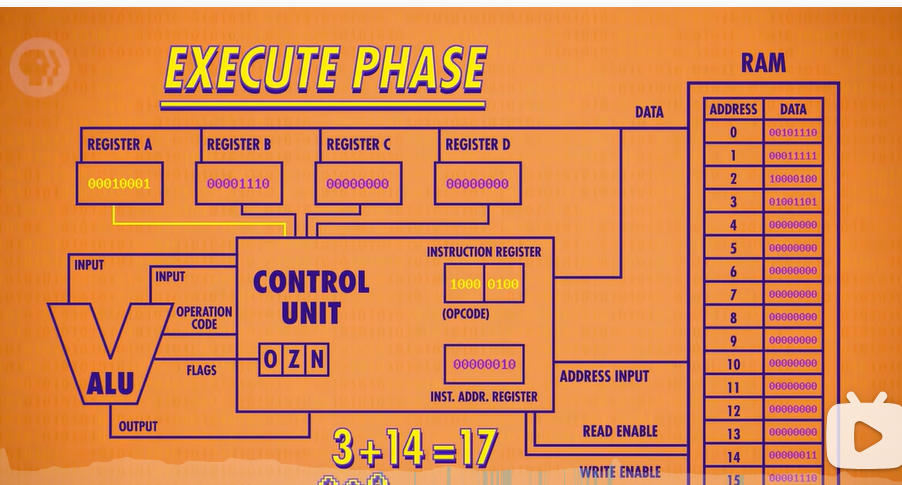 EXECUTE PHASE
RAM
DATA
ADDRESS DATA
0 00101110
1 00011111
2 10000100
3 01001101
4 00000000
5 00000000
6 00000000
7 00000000
8 00000000
9 00000000
10 00000000
11 00000000
12 00000000
13 00000000
14 00000011
15 00001110
REGISTER A
00010001
REGISTER B
00001110
REGISTER C
00000000
REGISTER D
00000000
CONTROL
UNIT
INSTRUCTION REGISTER
1000 0100
(OPCODE)
00000010
INST. ADDR. REGISTER
O Z N
INPUT
INPUT
OPERATION
CODE
FLAGS
ALU
OUTPUT
ADDRESS INPUT
READ ENABLE
WRITE ENABLE
3+14=17